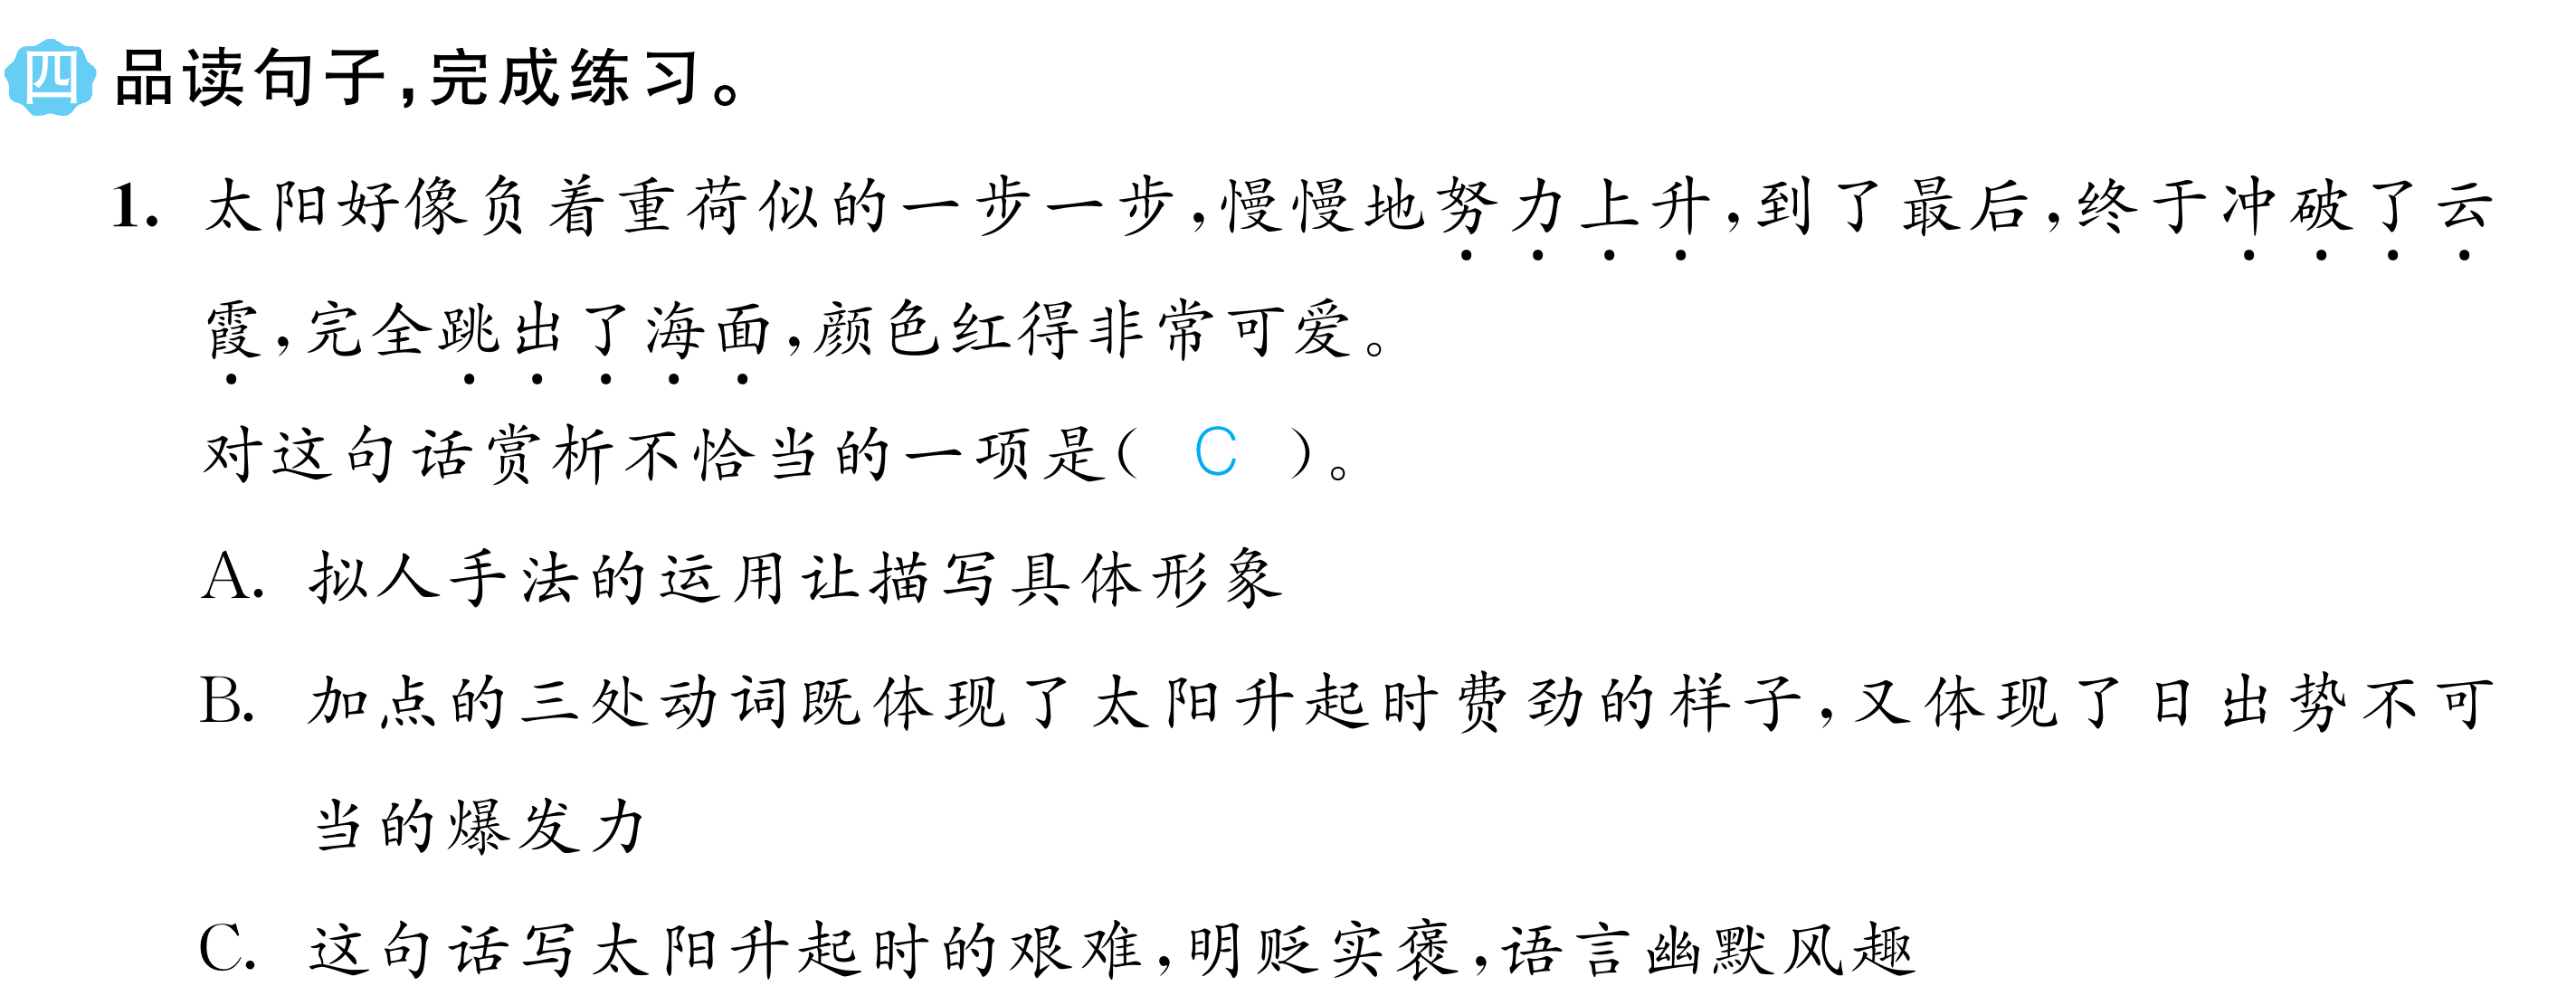 四 品读句子,完成练习。
1. 太阳好像负着重荷似的一步一步,慢慢地努力上升,到了最后,终于冲破了云
霞,完全跳出了海面,颜色红得非常可爱。
对这句话赏析不恰当的一项是( C )。
A. 拟人手法的运用让描写具体形象
B. 加点的三处动词既体现了太阳升起时费劲的样子,又体现了日出势不可
当的爆发力
C. 这句话写太阳升起时的艰难,明贬实褒,语言幽默风趣